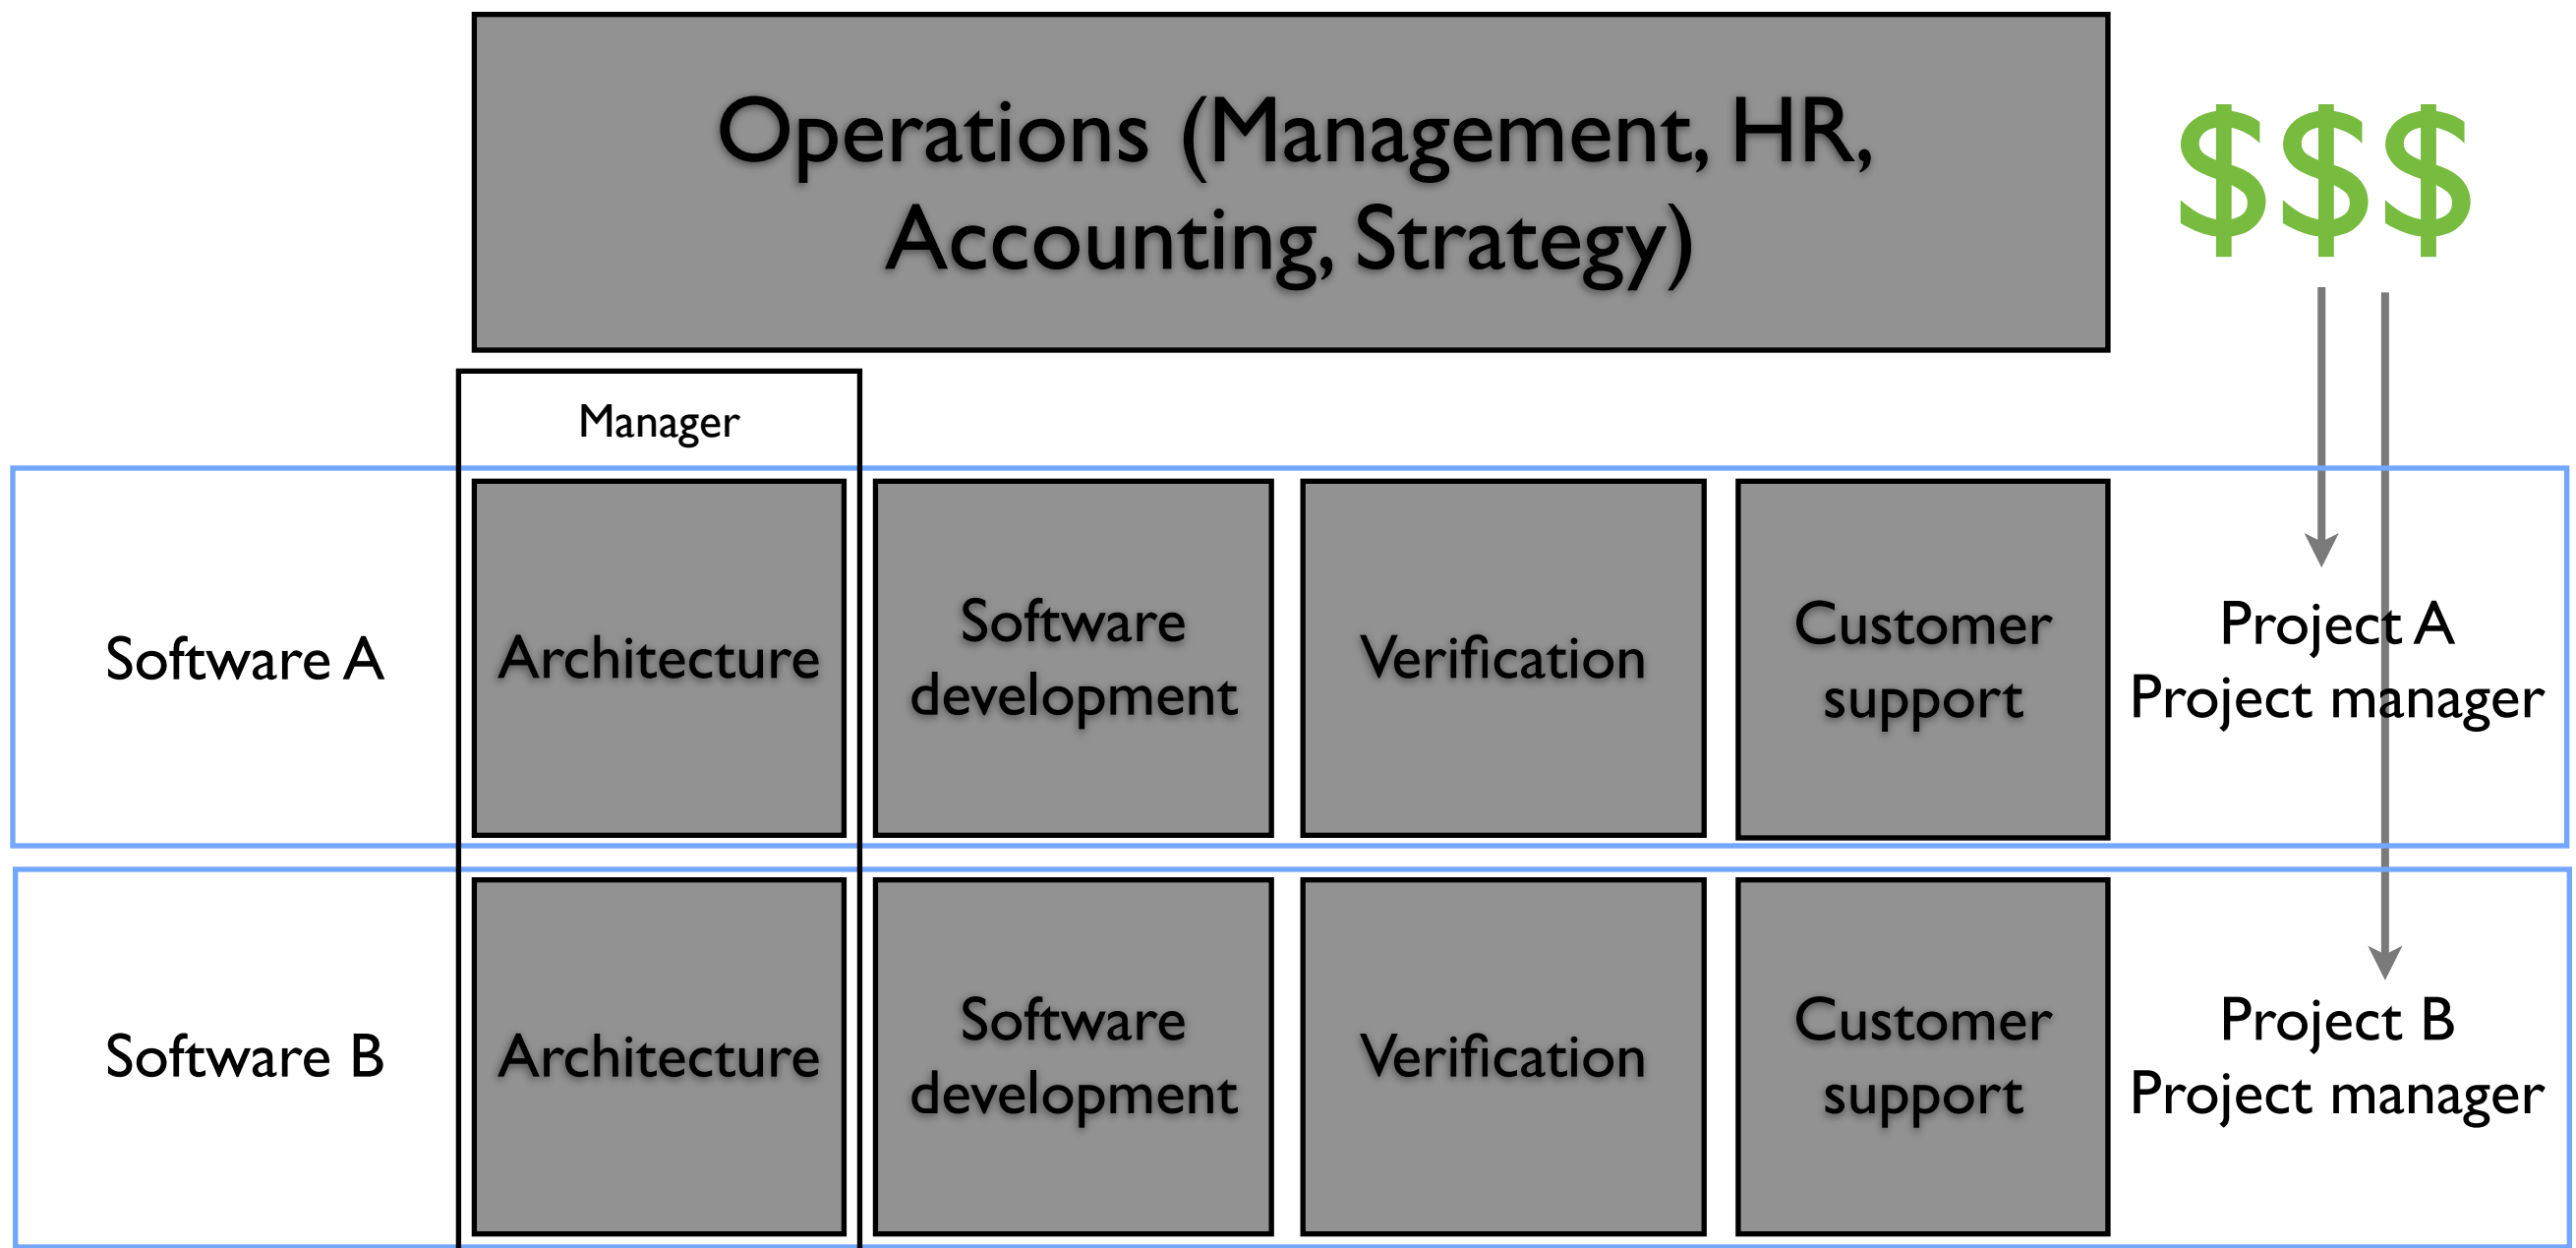 Operations (Management, HR,
Accounting, Strategy)
$$$
Manager
Software A
Architecture
Software
development
Verification
Customer
support
Project A
Project manager
Software B
Architecture
Software
development
Verification
Customer
support
Project B
Project manager